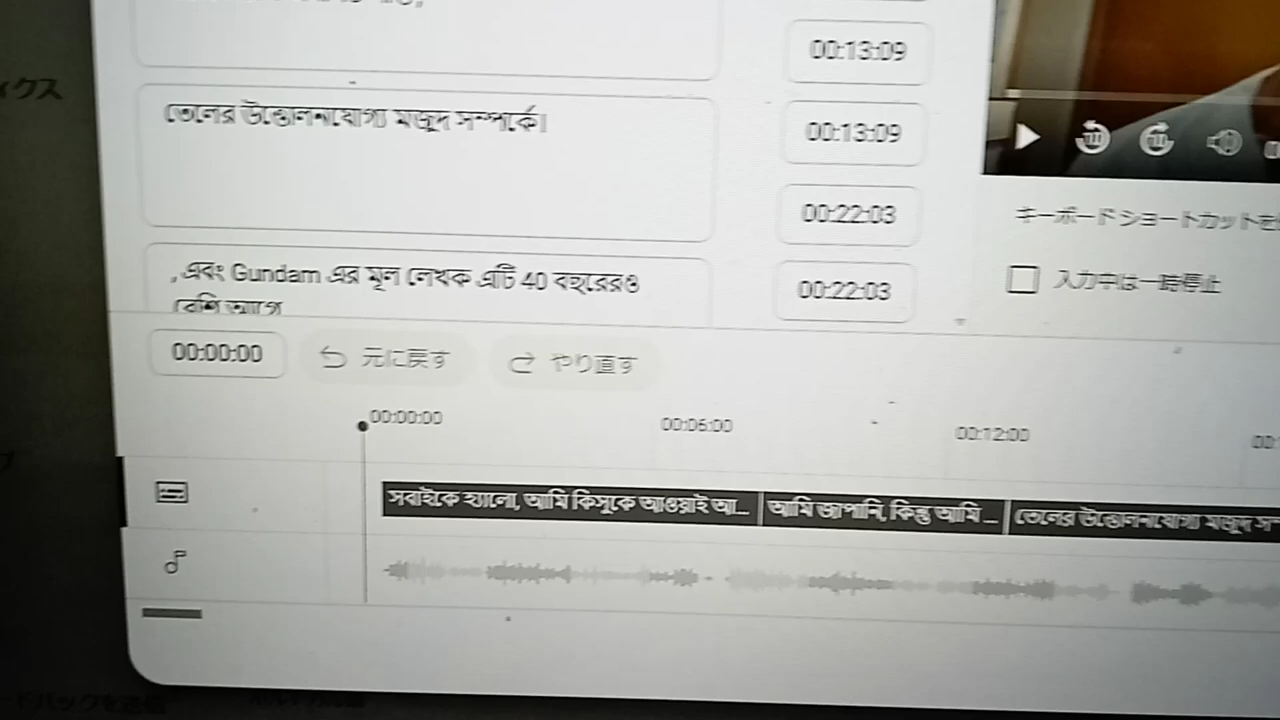 00:13:09
তেলের উত্তোলনযোগ্য মজুদ সম্পর্কে।
00:13:09
00:22:03
, এবং Gundam এর মূল লেখক এটি 40 বছরেরও
বেশি আগে
00:22:03
キーボード ショートカットを
入力中は一時停止
00:00:00
元に戻す
やり直す
00:00:00
00:06:00
00:12:00
সবাইকে হ্যালো, আমি কিসুকে আওয়াই আ...
আমি জাপানি, কিন্তু আমি ...
তেলের উত্তোলনযোগ্য মজুদ